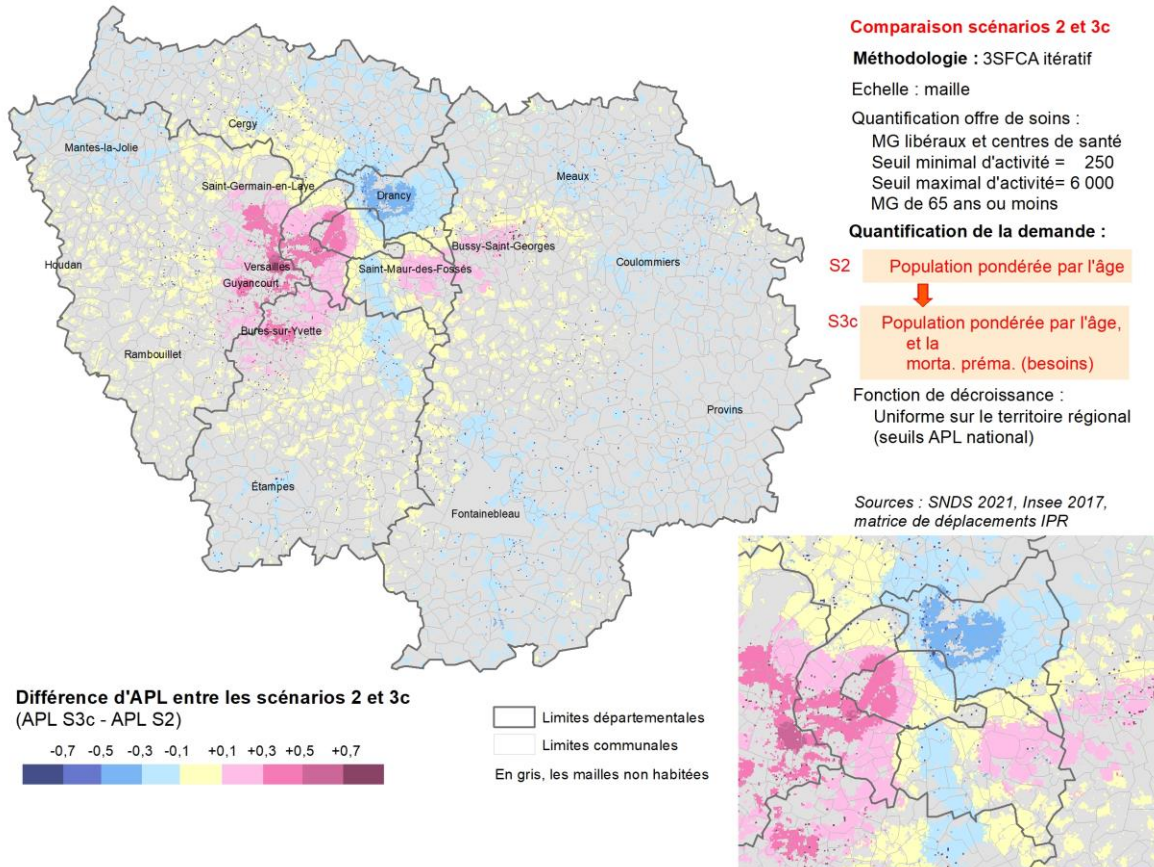 Comparaison scénarios 2 et 3c
Méthodologie : 3SFCA itératif
Echelle : maille
Quantification offre de soins :
MG libéraux et centres de santé
Seuil minimal d'activité = 250
Seuil maximal d'activité= 6 000
MG de 65 ans ou moins
Quantification de la demande :
S2 Population pondérée par l'âge
S3c Population pondérée par l'âge,
et la
morta. préma. (besoins)
Fonction de décroissance :
Uniforme sur le territoire régional
(seuils APL national)
Sources : SNDS 2021, Insee 2017,
matrice de déplacements IPR
Cergy
Mantes-la-Jolie
Saint-Germain-en-Laye
Drancy
Meaux
Bussy-Saint-Georges
Houdan
Versailles
Saint-Maur-des-Fossés
Coulommiers
Guyancourt
Bures-sur-Yvette
Rambouillet
Provins
Étampes
Fontainebleau
Différence d'APL entre les scénarios 2 et 3c
(APL S3c - APL S2)
-0,7 -0,5 -0,3 -0,1 +0,1 +0,3 +0,5 +0,7
Limites départementales
Limites communales
En gris, les mailles non habitées